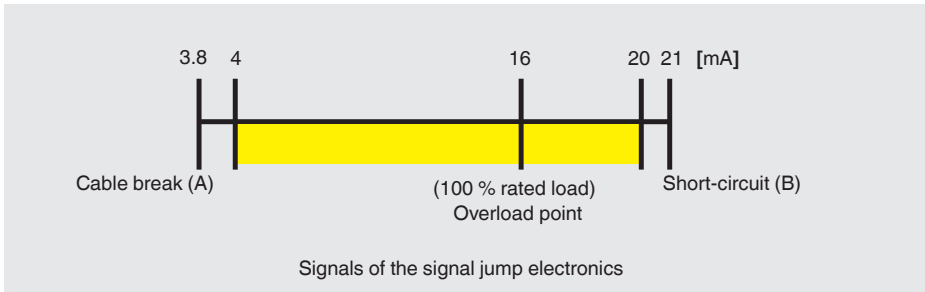 3.8 4 16 20 21 [mA]
Cable break (A)
(100 % rated load)
Overload point
Short-circuit (B)
Signals of the signal jump electronics